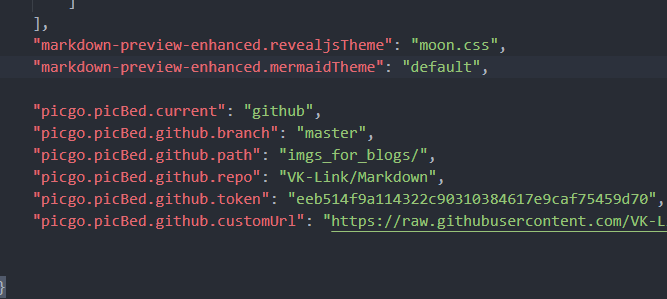 ]
],
"markdown-preview-enhanced.revealjsTheme": "moon.css",
"markdown-preview-enhanced.mermaidTheme": "default",
"picgo.picBed.current": "github",
"picgo.picBed.github.branch": "master",
"picgo.picBed.github.path": "imgs_for_blogs/",
"picgo.picBed.github.repo": "VK-Link/Markdown",
"picgo.picBed.github.token": "eeb514f9a114322c90310384617e9caf75459d70",
"picgo.picBed.github.customUrl": "https://raw.githubusercontent.com/VK-L
}